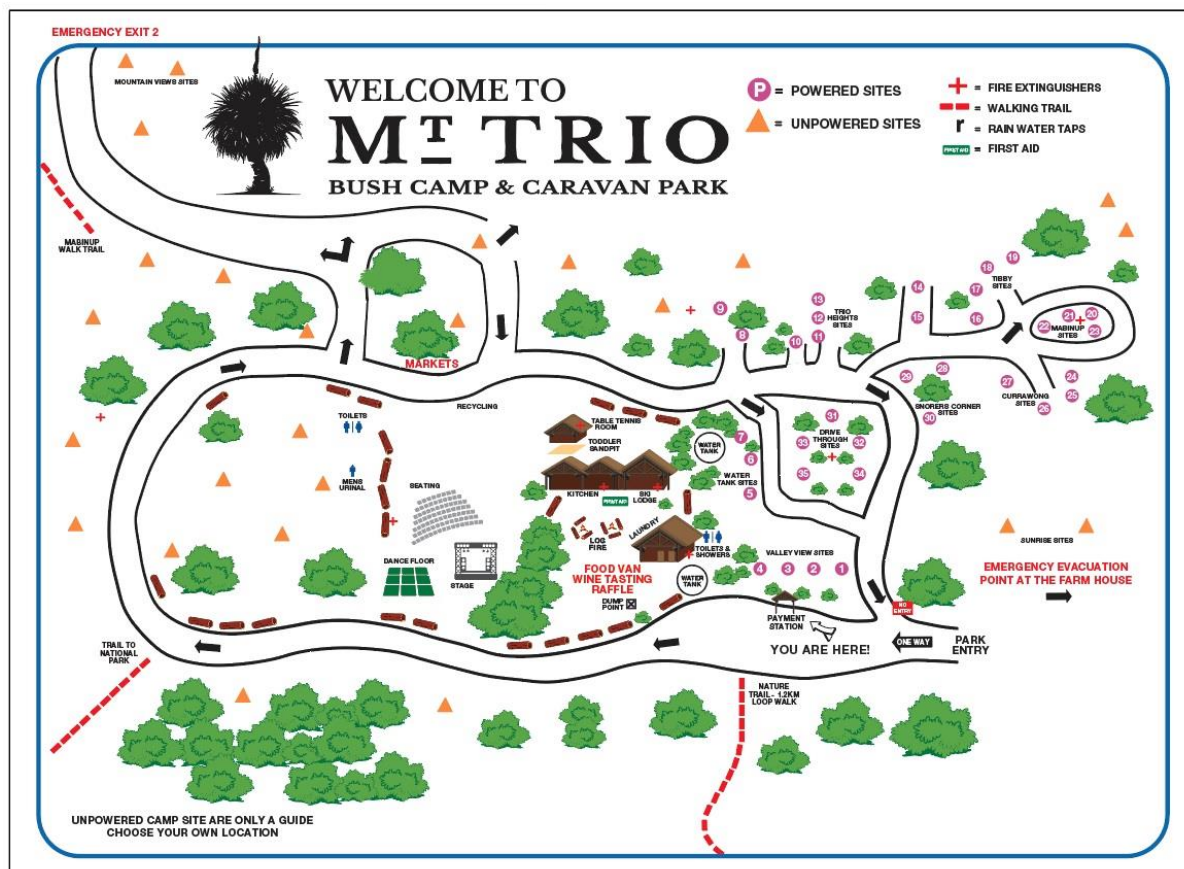 EMERGENCY EXIT 2
MOUNTAIN VIEWS SITES
WELCOME TO
MT TRIO
BUSH CAMP & CARAVAN PARK
P = POWERED SITES
= UNPOWERED SITES
= FIRE EXTINGUISHERS
= WALKING TRAIL
r = RAIN WATER TAPS
FIRST AID = FIRST AID
MABINUP
WALK TRAIL
MARKETS
RECYCLING
9
8
10
13
12
11
TRIO
HEIGHTS
SITES
14
15
16
17
18
19
TIBBY
SITES
21
20
22
23
MABINUP
SITES
29
28
30
SNORERS CORNER
SITES
27
CURRAWONG
SITES
26
24
25
TOILETS
MENS
URINAL
SEATING
TABLE TENNIS
ROOM
TODDLER
SANDPIT
KITCHEN
SKI
LODGE
FIRST AID
WATER
TANK
7
6
WATER
TANK SITES
5
31
DRIVE
THROUGH
SITES
33
32
35
34
LOG
FIRE
LAUNDRY
TOILETS &
SHOWERS
DANCE FLOOR
STAGE
FOOD VAN
WINE TASTING
RAFFLE
WATER
TANK
DUMP
POINT
VALLEY VIEW SITES
4
3
2
1
PAYMENT
STATION
YOU ARE HERE!
NO
ENTRY
ONE WAY
PARK
ENTRY
SUNRISE SITES
EMERGENCY EVACUATION
POINT AT THE FARM HOUSE
TRAIL TO
NATIONAL
PARK
NATURE
TRAIL - 1.2KM
LOOP WALK
UNPOWERED CAMP SITE ARE ONLY A GUIDE
CHOOSE YOUR OWN LOCATION